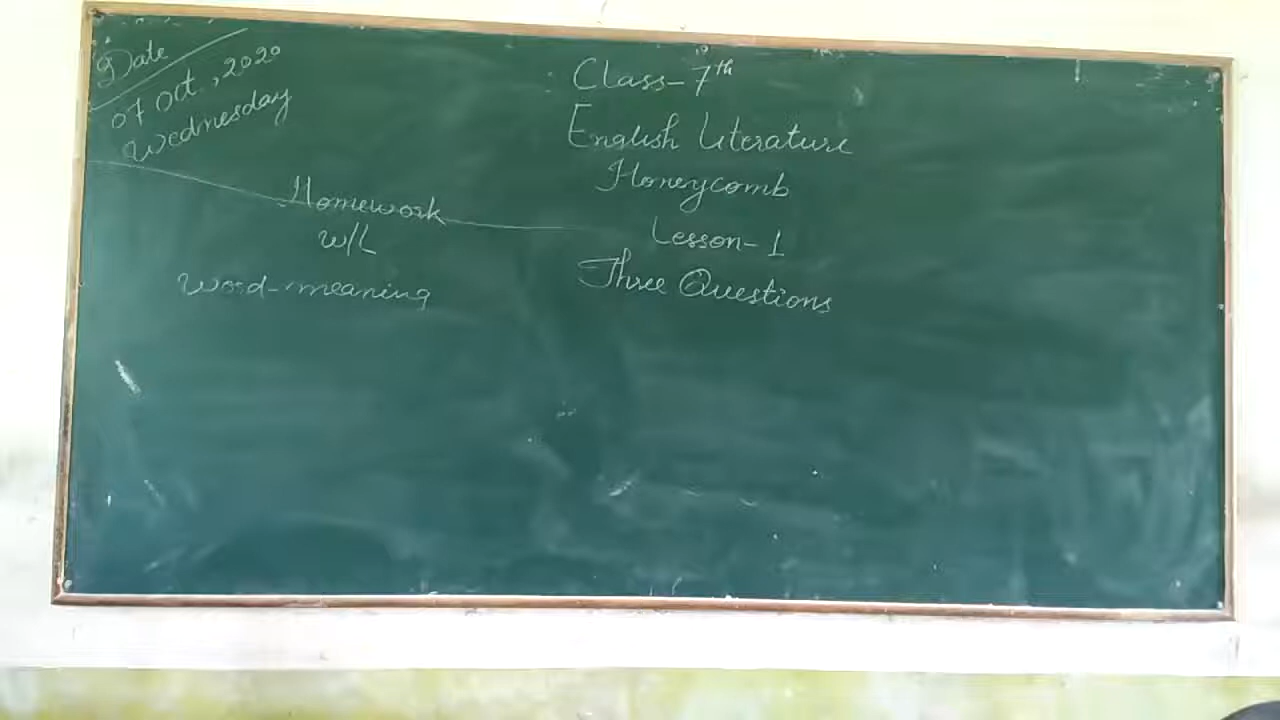 Date
07 Oct., 2020
Wednesday
Class-7th
English Literature
Honeycomb
Lesson-1
Three Questions
Homework
W/L
Word-meaning